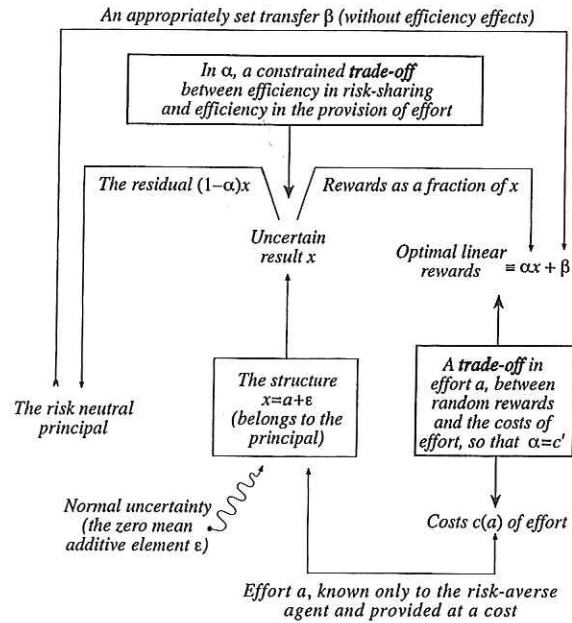 An appropriately set transfer β (without efficiency effects)
In α, a constrained trade-off
between efficiency in risk-sharing
and efficiency in the provision of effort
The residual (1–α)x
Rewards as a fraction of x
Uncertain
result x
Optimal linear
rewards ≡ αx + β
The structure
x=a+ε
(belongs to the
principal)
A trade-off in
effort a, between
random rewards
and the costs of
effort, so that α=c'
The risk neutral
principal
Normal uncertainty
(the zero mean
additive element ε)
Costs c(a) of effort
Effort a, known only to the risk-averse
agent and provided at a cost